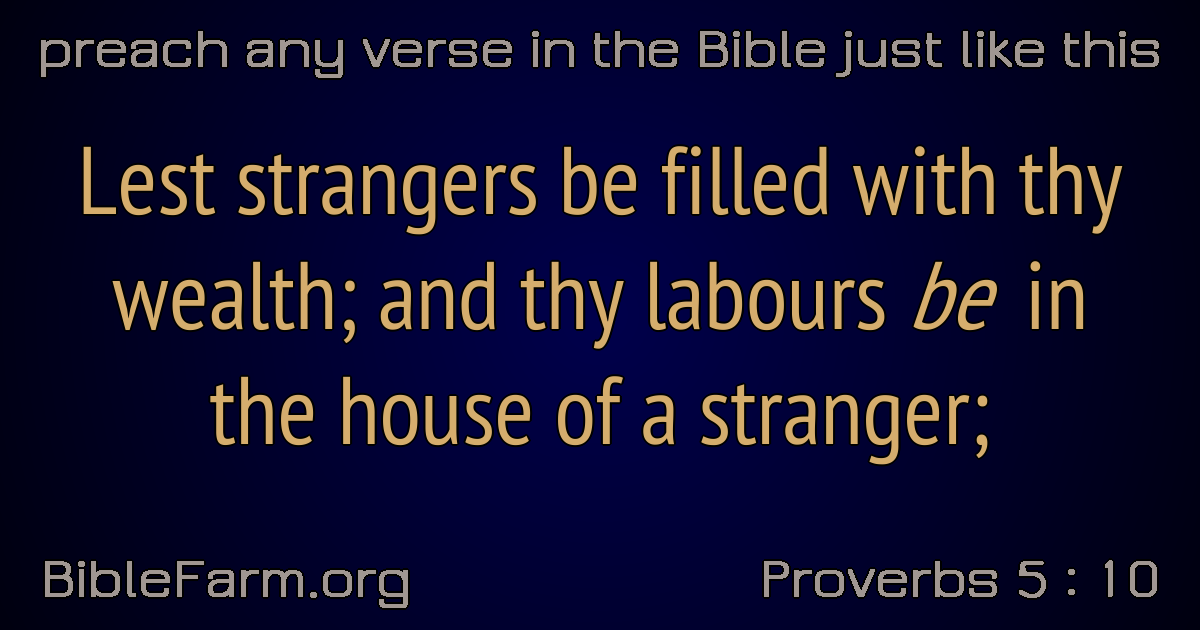 preach any verse in the Bible just like this
Lest strangers be filled with thy
wealth; and thy labours be in
the house of a stranger;
BibleFarm.org
Proverbs 5 : 10